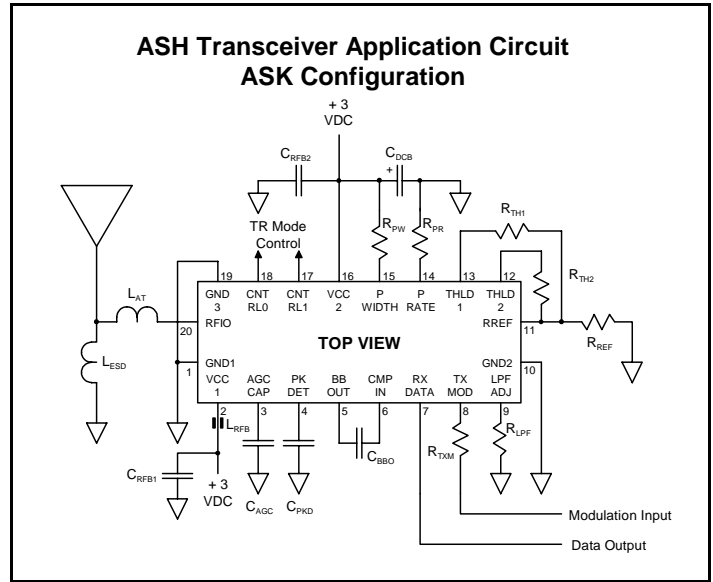 ASH Transceiver Application Circuit
ASK Configuration
+ 3
VDC
CRFB2
CDCB
+
TR Mode
Control
RPW
RPR
RTH1
RTH2
19
18
17
16
15
14
13
12
GND
3
CNT
RL0
CNT
RL1
VCC
2
P
WIDTH
P
RATE
THLD
1
THLD
2
LAT
20
RFIO
RREF
11
RREF
TOP VIEW
LESD
1
GND1
GND2
10
VCC
1
AGC
CAP
PK
DET
BB
OUT
CMP
IN
RX
DATA
TX
MOD
LPF
ADJ
2
3
4
5
6
7
8
9
LRFB
CRFB1
+ 3
VDC
CAGC
CPKD
CBBO
RTXM
RLPF
Modulation Input
Data Output